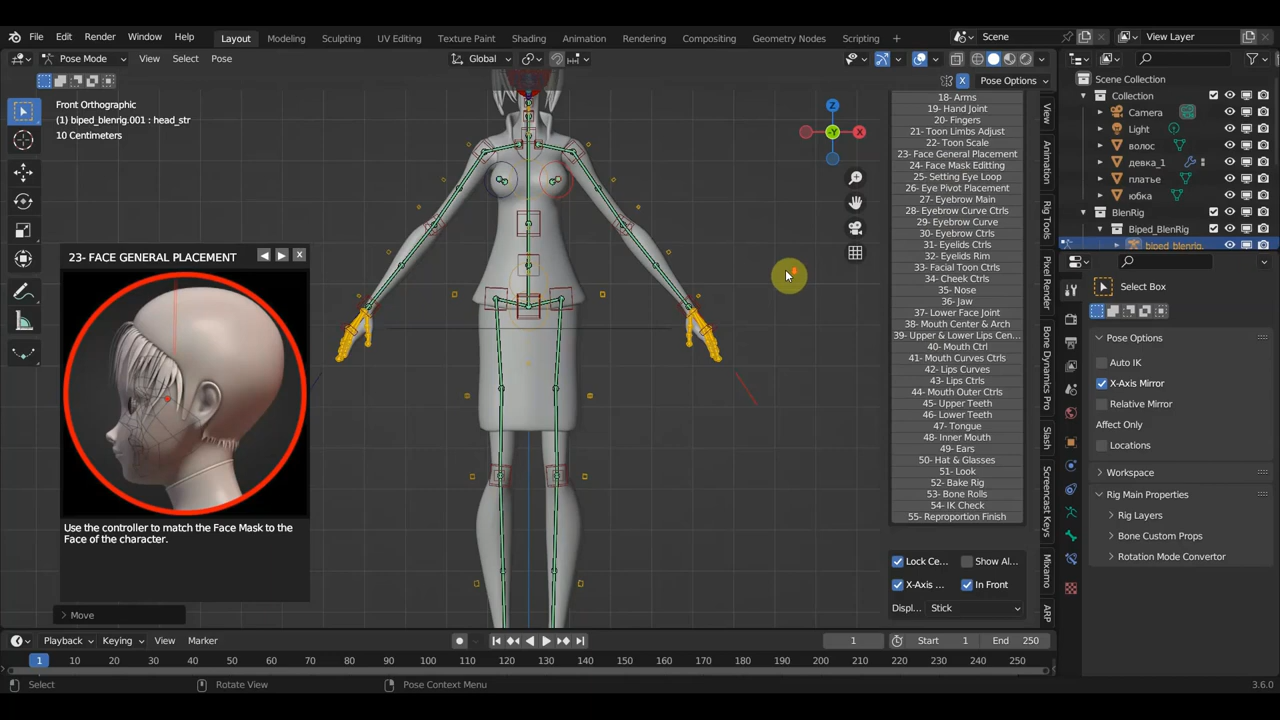 File Edit Render Window Help Layout Modeling Sculpting UV Editing Texture Paint Shading Animation Rendering Compositing Geometry Nodes Scripting + Scene View Layer
Pose Mode View Select Pose Global
X Pose Options
Front Orthographic
(1) biped_blenrig.001 : head_str
10 Centimeters
Z
X
-Y
18- Arms
19- Hand Joint
20- Fingers
21- Toon Limbs Adjust
22- Toon Scale
23- Face General Placement
24- Face Mask Editting
25- Setting Eye Loop
26- Eye Pivot Placement
27- Eyebrow Main
28- Eyebrow Curve Ctrls
29- Eyebrow Curve
30- Eyebrow Ctrls
31- Eyelids Ctrls
32- Eyelids Rim
33- Facial Toon Ctrls
34- Cheek Ctrls
35- Nose
36- Jaw
37- Lower Face Joint
38- Mouth Center & Arch
39- Upper & Lower Lips Cen...
40- Mouth Ctrl
41- Mouth Curves Ctrls
42- Lips Curves
43- Lips Ctrls
44- Mouth Outer Ctrls
45- Upper Teeth
46- Lower Teeth
47- Tongue
48- Inner Mouth
49- Ears
50- Hat & Glasses
51- Look
52- Bake Rig
53- Bone Rolls
54- IK Check
55- Reproportion Finish
Lock Ce... Show Al...
X-Axis ... In Front
Displ... Stick
View
Animation
Rig Tools
Pixel Render
Bone Dynamics Pro
Slash
Screencast Keys
Mixamo
ARP
Scene Collection
Collection
Camera
Light
волос
девка_1
платье
юбка
BlenRig
Biped_BlenRig
biped_blenrig.
Select Box
Pose Options
Auto IK
X-Axis Mirror
Relative Mirror
Affect Only
Locations
Workspace
Rig Main Properties
Rig Layers
Bone Custom Props
Rotation Mode Convertor
23- FACE GENERAL PLACEMENT
Use the controller to match the Face Mask to the
Face of the character.
Move
Playback Keying View Marker 1 Start 1 End 250
1 10 20 30 40 50 60 70 80 90 100 110 120 130 140 150 160 170 180 190 200 210 220 230 240 250
Select Rotate View Pose Context Menu 3.6.0